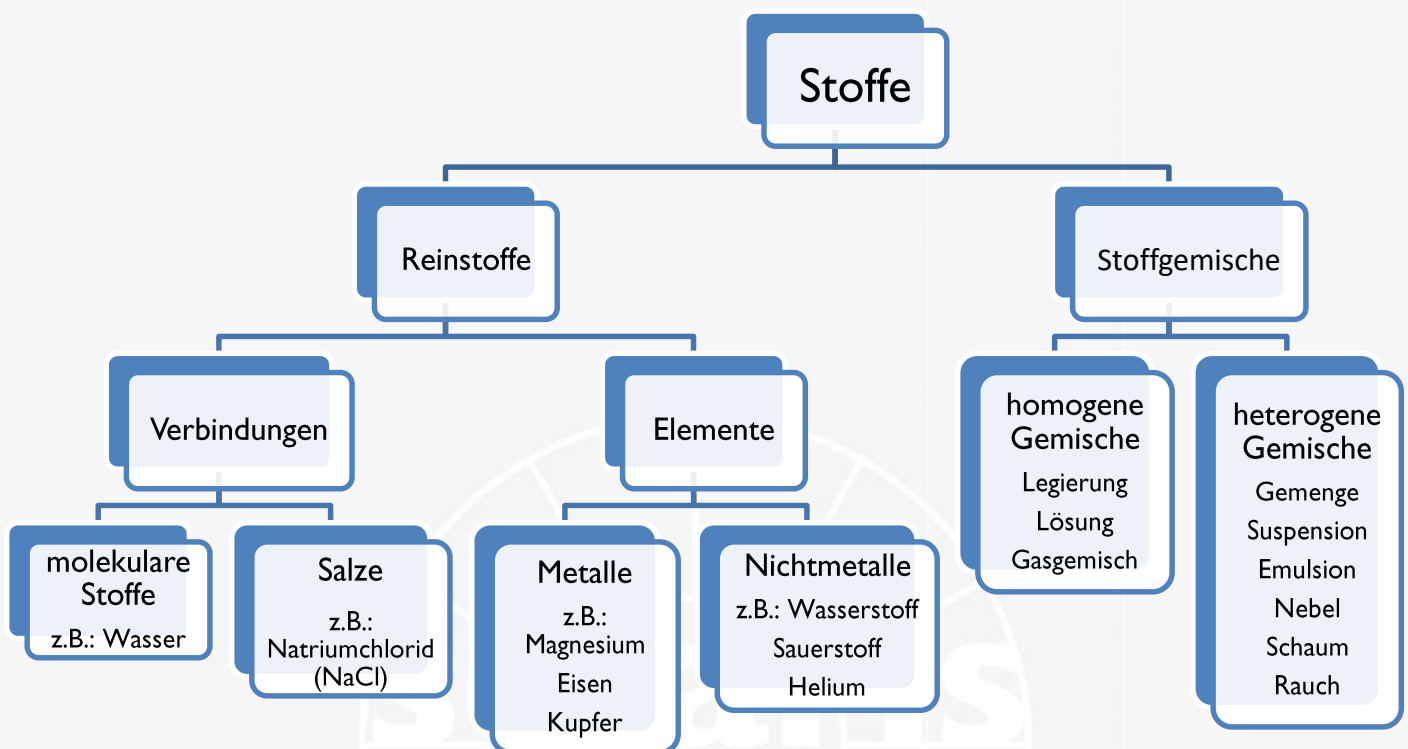 Stoffe
Reinstoffe
Stoffgemische
Verbindungen
Elemente
homogene
Gemische
Legierung
Lösung
Gasgemisch
heterogene
Gemische
Gemenge
Suspension
Emulsion
Nebel
Schaum
Rauch
molekulare
Stoffe
z.B.: Wasser
Salze
z.B.:
Natriumchlorid
(NaCl)
Metalle
z.B.:
Magnesium
Eisen
Kupfer
Nichtmetalle
z.B.: Wasserstoff
Sauerstoff
Helium